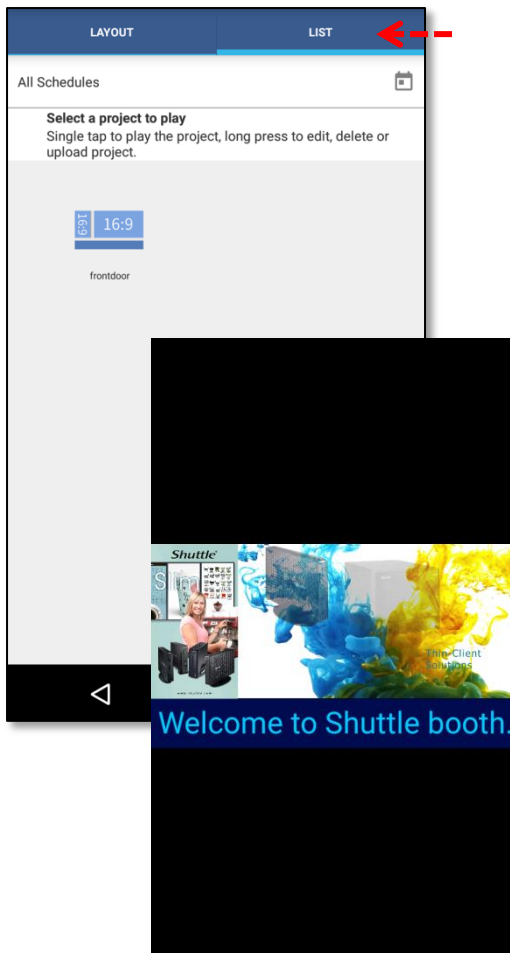 LAYOUT
LIST
All Schedules
Select a project to play
Single tap to play the project, long press to edit, delete or
upload project.
16:9
16:9
frontdoor
Shuttle
Slim
Thin-Client
Solutions
Welcome to Shuttle booth.